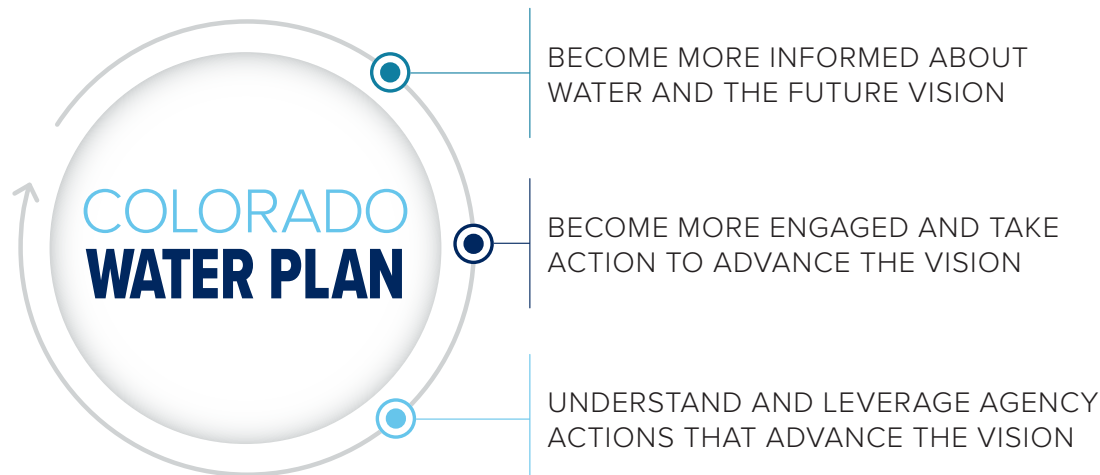 COLORADO
WATER PLAN
BECOME MORE INFORMED ABOUT
WATER AND THE FUTURE VISION
BECOME MORE ENGAGED AND TAKE
ACTION TO ADVANCE THE VISION
UNDERSTAND AND LEVERAGE AGENCY
ACTIONS THAT ADVANCE THE VISION